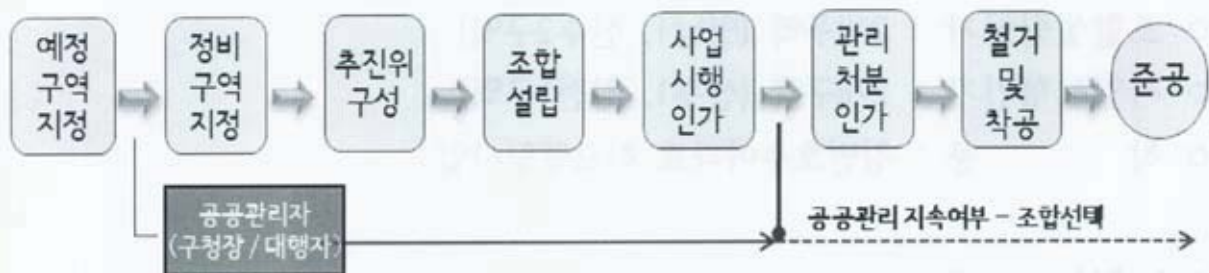 예정
구역
지정
정비
구역
지정
추진위
구성
조합
설립
사업
시행
인가
관리
처분
인가
철거
및
착공
준공
공공관리자
(구청장 / 대행자)
공공관리 지속여부 – 조합선택